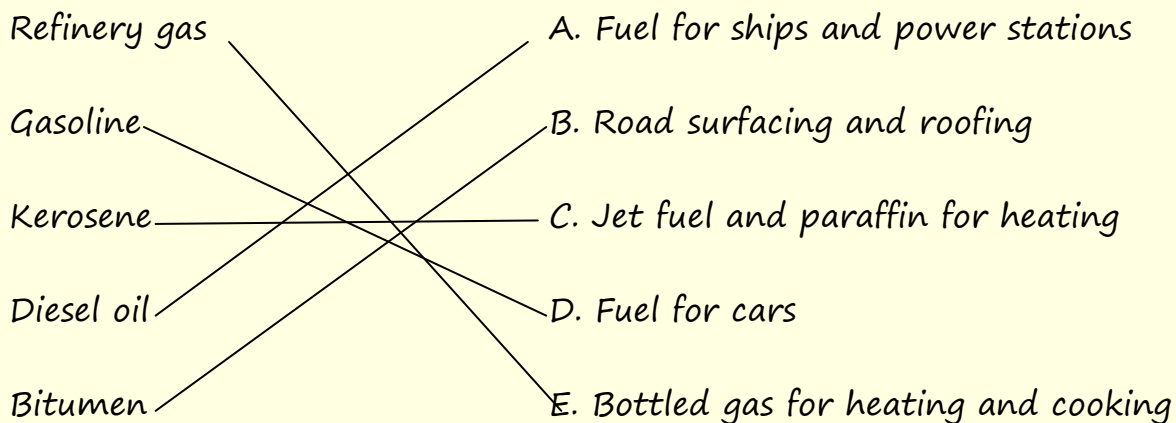 Refinery gas A. Fuel for ships and power stations
Gasoline B. Road surfacing and roofing
Kerosene C. Jet fuel and paraffin for heating
Diesel oil D. Fuel for cars
Bitumen E. Bottled gas for heating and cooking